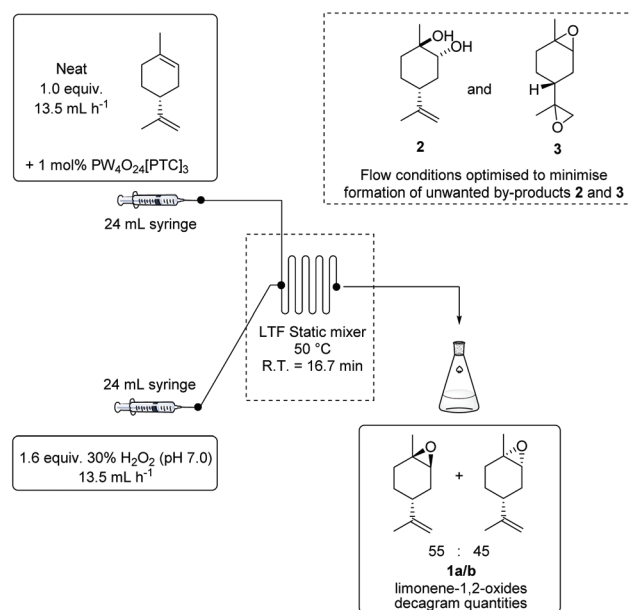 Neat
1.0 equiv.
13.5 mL h⁻¹
+ 1 mol% PW₄O₂₄[PTC]₃
24 mL syringe
OH
OH
2
and
O
H
O
3
Flow conditions optimised to minimise
formation of unwanted by-products 2 and 3
LTF Static mixer
50 °C
R.T. = 16.7 min
24 mL syringe
1.6 equiv. 30% H₂O₂ (pH 7.0)
13.5 mL h⁻¹
O
+
O
55 : 45
1a/b
limonene-1,2-oxides
decagram quantities